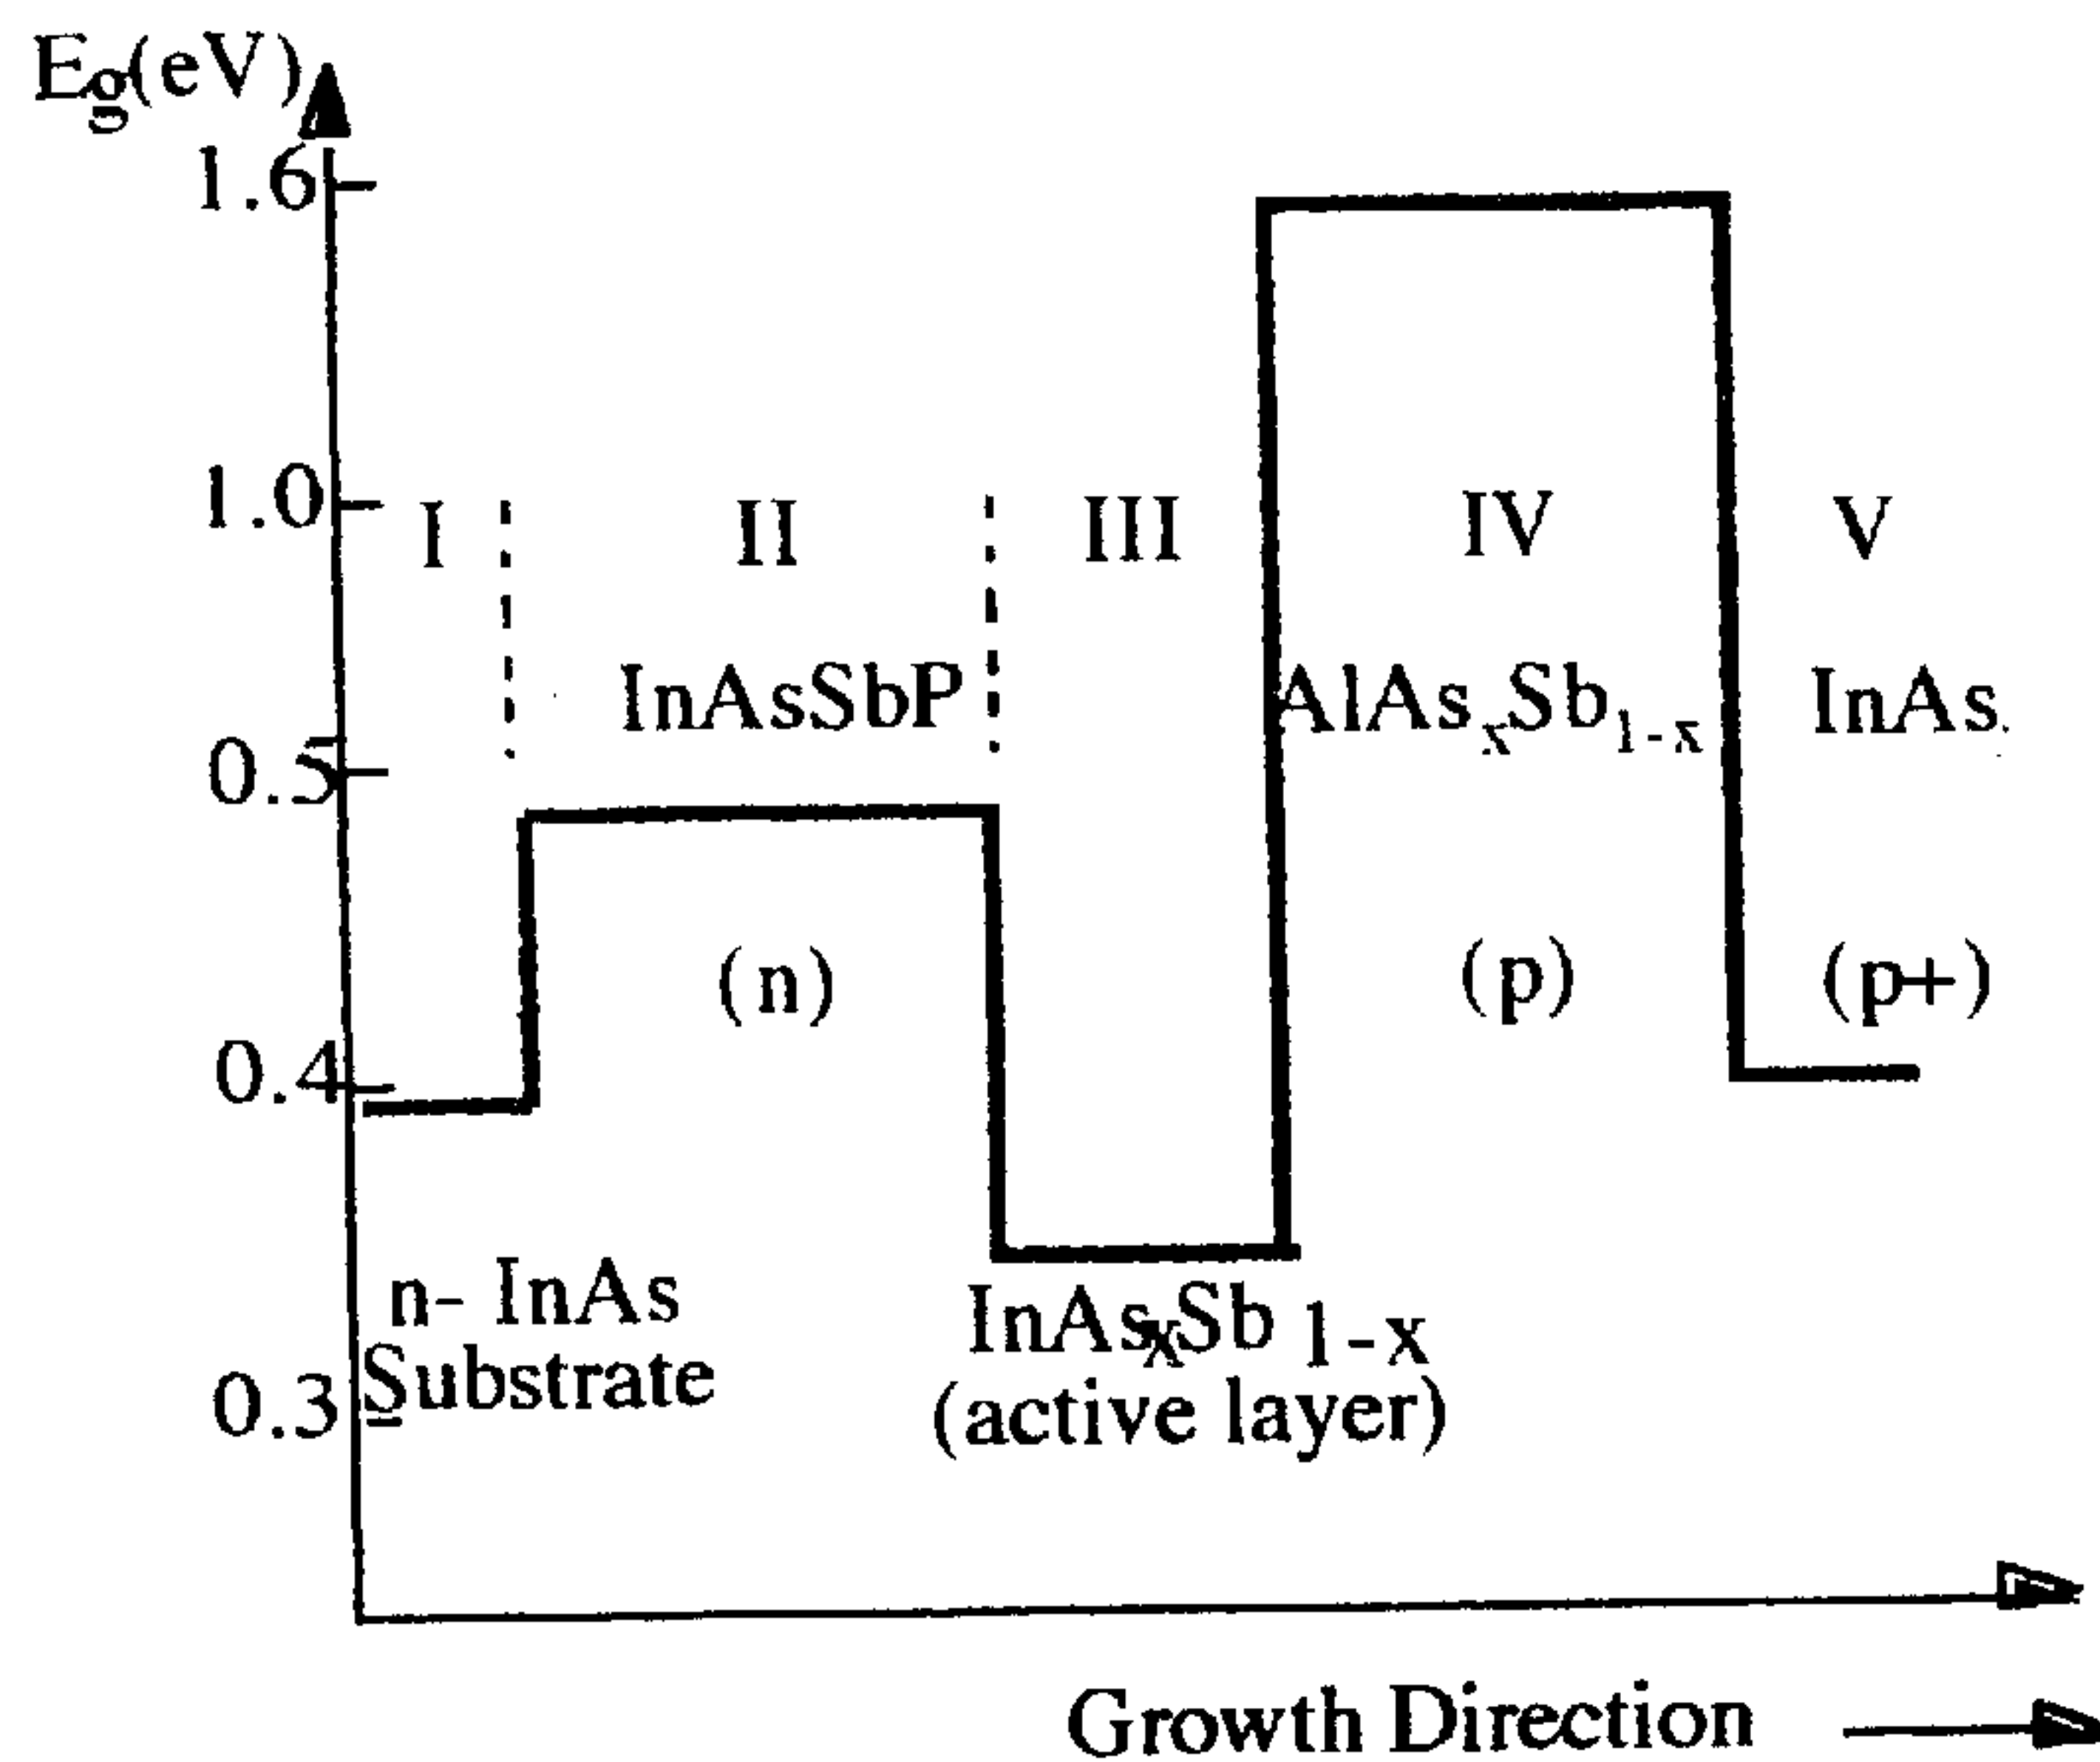 Eg(eV)
1.6
1.0
I II III IV V
InAsSbP AlAsxSb1-x InAs
0.5
(n) (p) (p+)
0.4
n- InAs
Substrate
InAsxSb 1-x
(active layer)
0.3
Growth Direction